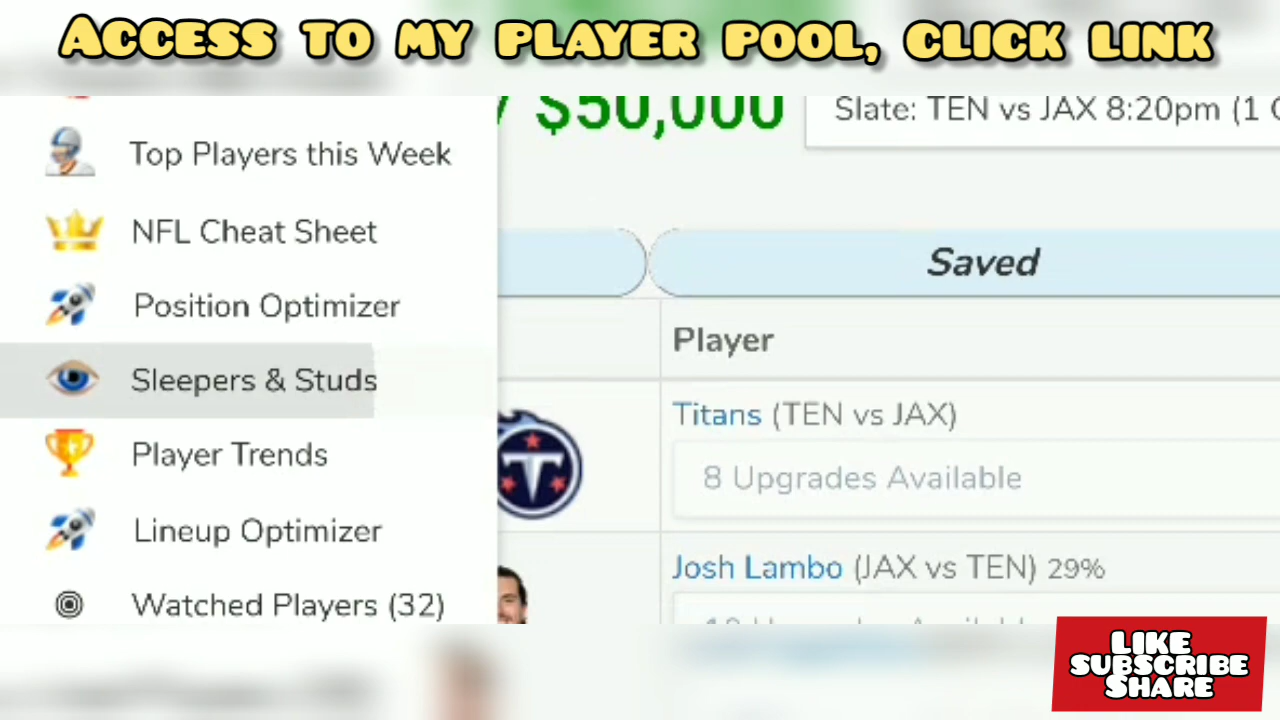 ACCESS TO MY PLAYER POOL, CLICK LINK
$50,000
Slate: TEN vs JAX 8:20pm (1
Top Players this Week
NFL Cheat Sheet
Position Optimizer
Sleepers & Studs
Player Trends
Lineup Optimizer
Watched Players (32)
Saved
Player
Titans (TEN vs JAX)
8 Upgrades Available
Josh Lambo (JAX vs TEN) 29%
LIKE
SUBSCRIBE
SHARE